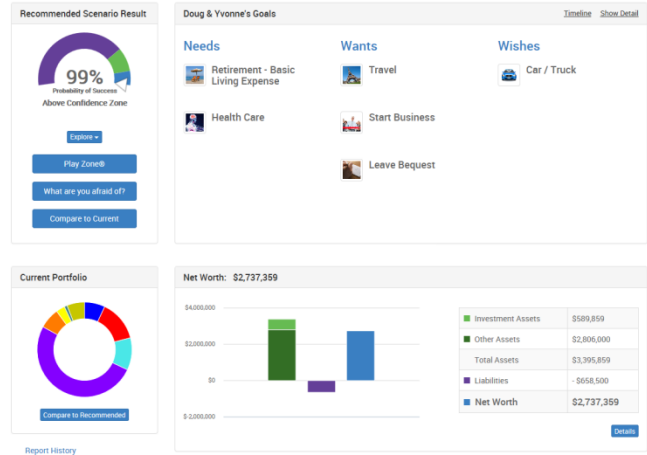 Recommended Scenario Result
99%
Probability of Success
Above Confidence Zone
Explore
Play Zone®
What are you afraid of?
Compare to Current
Doug & Yvonne's Goals
Timeline Show Detail
Needs
Wants
Wishes
Retirement - Basic
Living Expense
Travel
Car / Truck
Health Care
Start Business
Leave Bequest
Current Portfolio
Compare to Recommended
Report History
Net Worth: $2,737,359
$4,000,000
$2,000,000
$0
$-2,000,000
Investment Assets $589,859
Other Assets $2,806,000
Total Assets $3,395,859
Liabilities - $658,500
Net Worth $2,737,359
Details